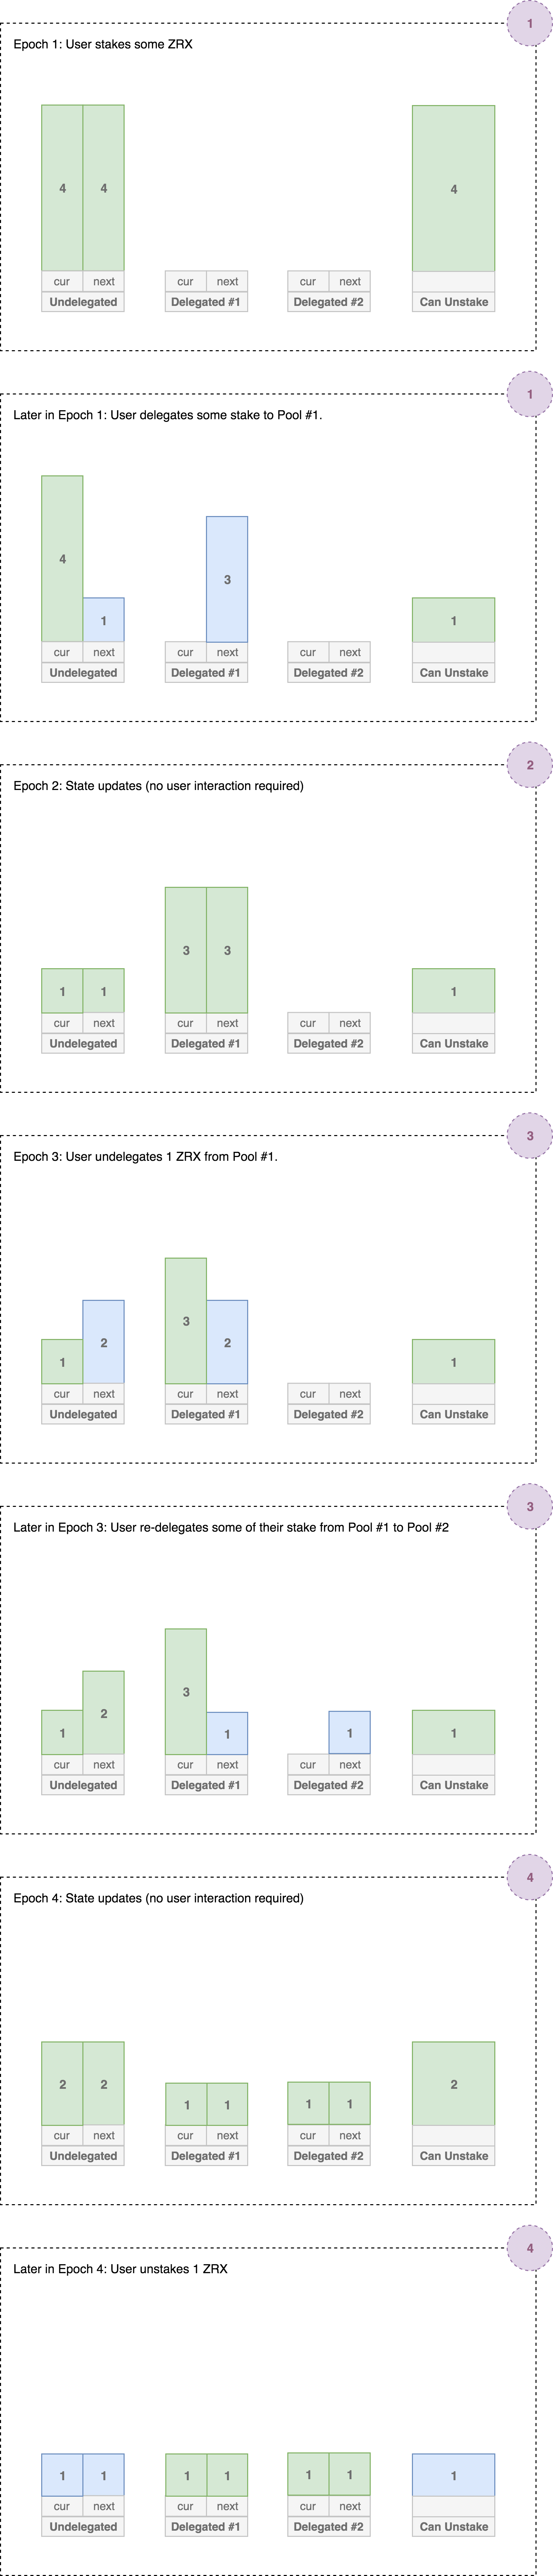 1
Epoch 1: User stakes some ZRX
4 4 4
cur next cur next cur next
Undelegated Delegated #1 Delegated #2 Can Unstake
1
Later in Epoch 1: User delegates some stake to Pool #1.
4 1 3 1
cur next cur next cur next
Undelegated Delegated #1 Delegated #2 Can Unstake
2
Epoch 2: State updates (no user interaction required)
1 1 3 3 1
cur next cur next cur next
Undelegated Delegated #1 Delegated #2 Can Unstake
3
Epoch 3: User undelegates 1 ZRX from Pool #1.
1 2 3 2 1
cur next cur next cur next
Undelegated Delegated #1 Delegated #2 Can Unstake
3
Later in Epoch 3: User re-delegates some of their stake from Pool #1 to Pool #2
1 2 3 1 1 1
cur next cur next cur next
Undelegated Delegated #1 Delegated #2 Can Unstake
4
Epoch 4: State updates (no user interaction required)
2 2 1 1 1 1 2
cur next cur next cur next
Undelegated Delegated #1 Delegated #2 Can Unstake
4
Later in Epoch 4: User unstakes 1 ZRX
1 1 1 1 1 1 1
cur next cur next cur next
Undelegated Delegated #1 Delegated #2 Can Unstake